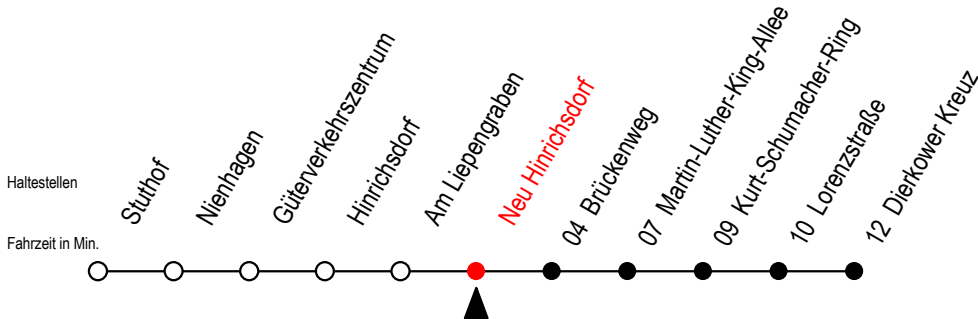 Haltestellen
Fahrzeit in Min.
Stuthof
Nienhagen
Güterverkehrszentrum
Hinrichsdorf
Am Liepengraben
Neu Hinrichsdorf
04 Brückenweg
07 Martin-Luther-King-Allee
09 Kurt-Schumacher-Ring
10 Lorenzstraße
12 Dierkower Kreuz